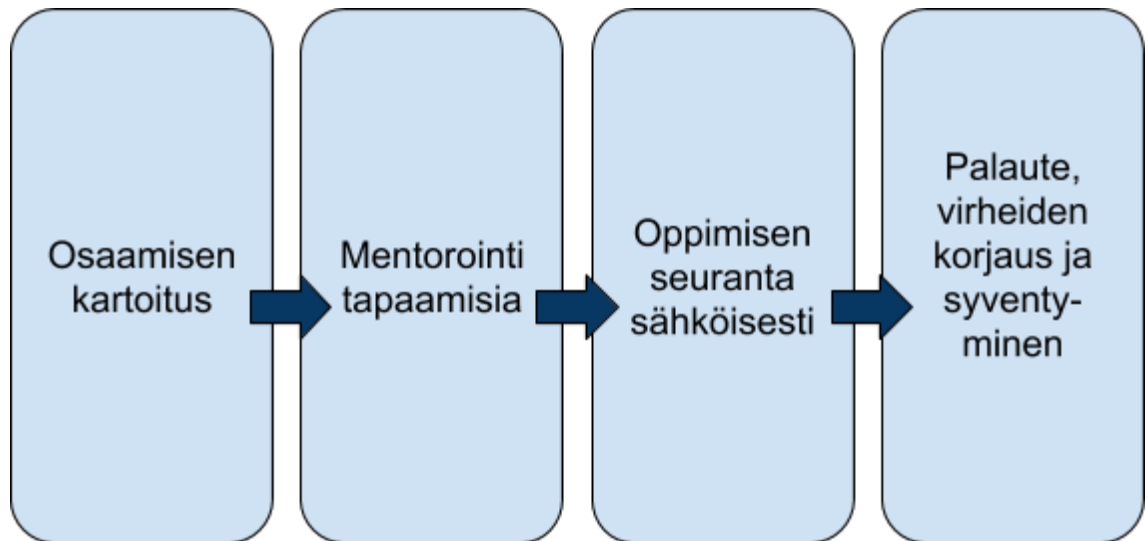 Osaamisen
kartoitus
Mentorointi
tapaamisia
Oppimisen
seuranta
sähköisesti
Palaute,
virheiden
korjaus ja
syventy-
minen